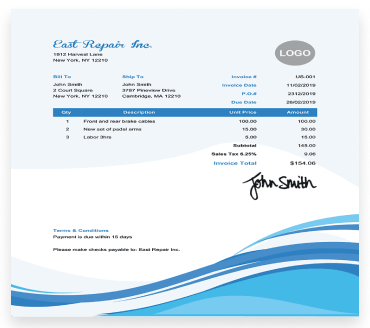 East Repair Inc.
1912 Harvest Lane
New York, NY 12210
LOGO
Bill To
John Smith
2 Court Square
New York, NY 12210
Ship To
John Smith
3787 Pineview Drive
Cambridge, MA 12210
Invoice # US-001
Invoice Date 11/02/2019
P.O.# 2312/2019
Due Date 26/02/2019
Qty Description Unit Price Amount
1 Front and rear brake cables 100.00 100.00
2 New set of pedal arms 15.00 30.00
3 Labor 3hrs 5.00 15.00
Subtotal 145.00
Sales Tax 6.25% 9.06
Invoice Total $154.06
John Smith
Terms & Conditions
Payment is due within 15 days
Please make checks payable to: East Repair Inc.